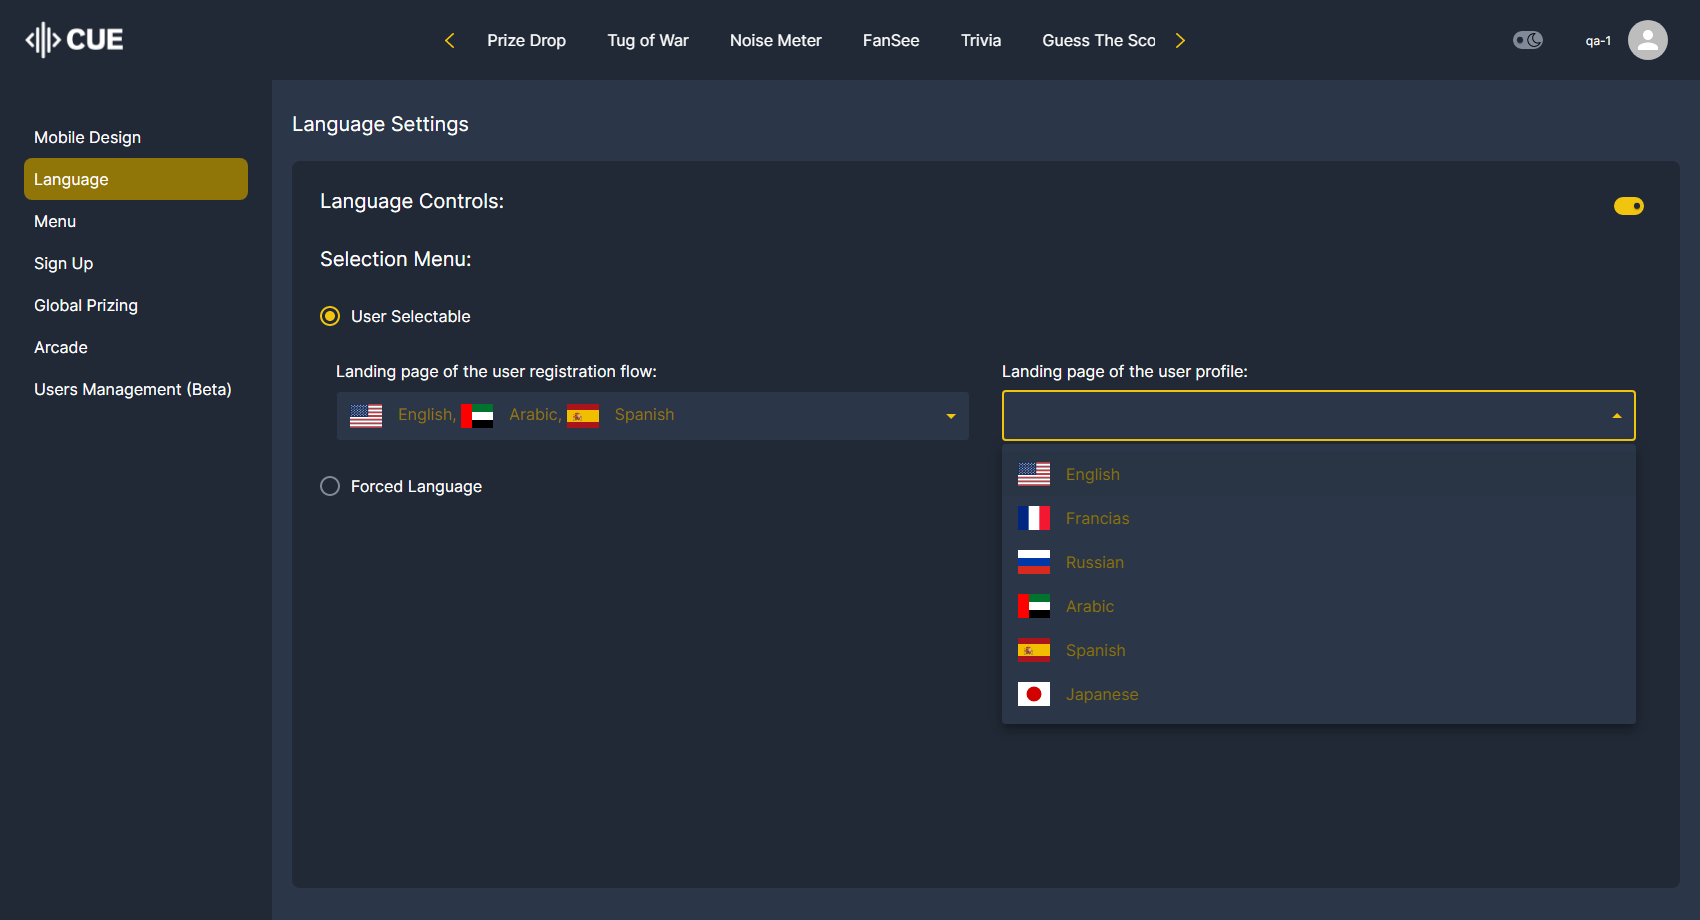 CUE
Prize Drop
Tug of War
Noise Meter
FanSee
Trivia
Guess The Sco
qa-1
Mobile Design
Language
Menu
Sign Up
Global Prizing
Arcade
Users Management (Beta)
Language Settings
Language Controls:
Selection Menu:
User Selectable
Landing page of the user registration flow:
English, Arabic, Spanish
Forced Language
Landing page of the user profile:
English
Francias
Russian
Arabic
Spanish
Japanese